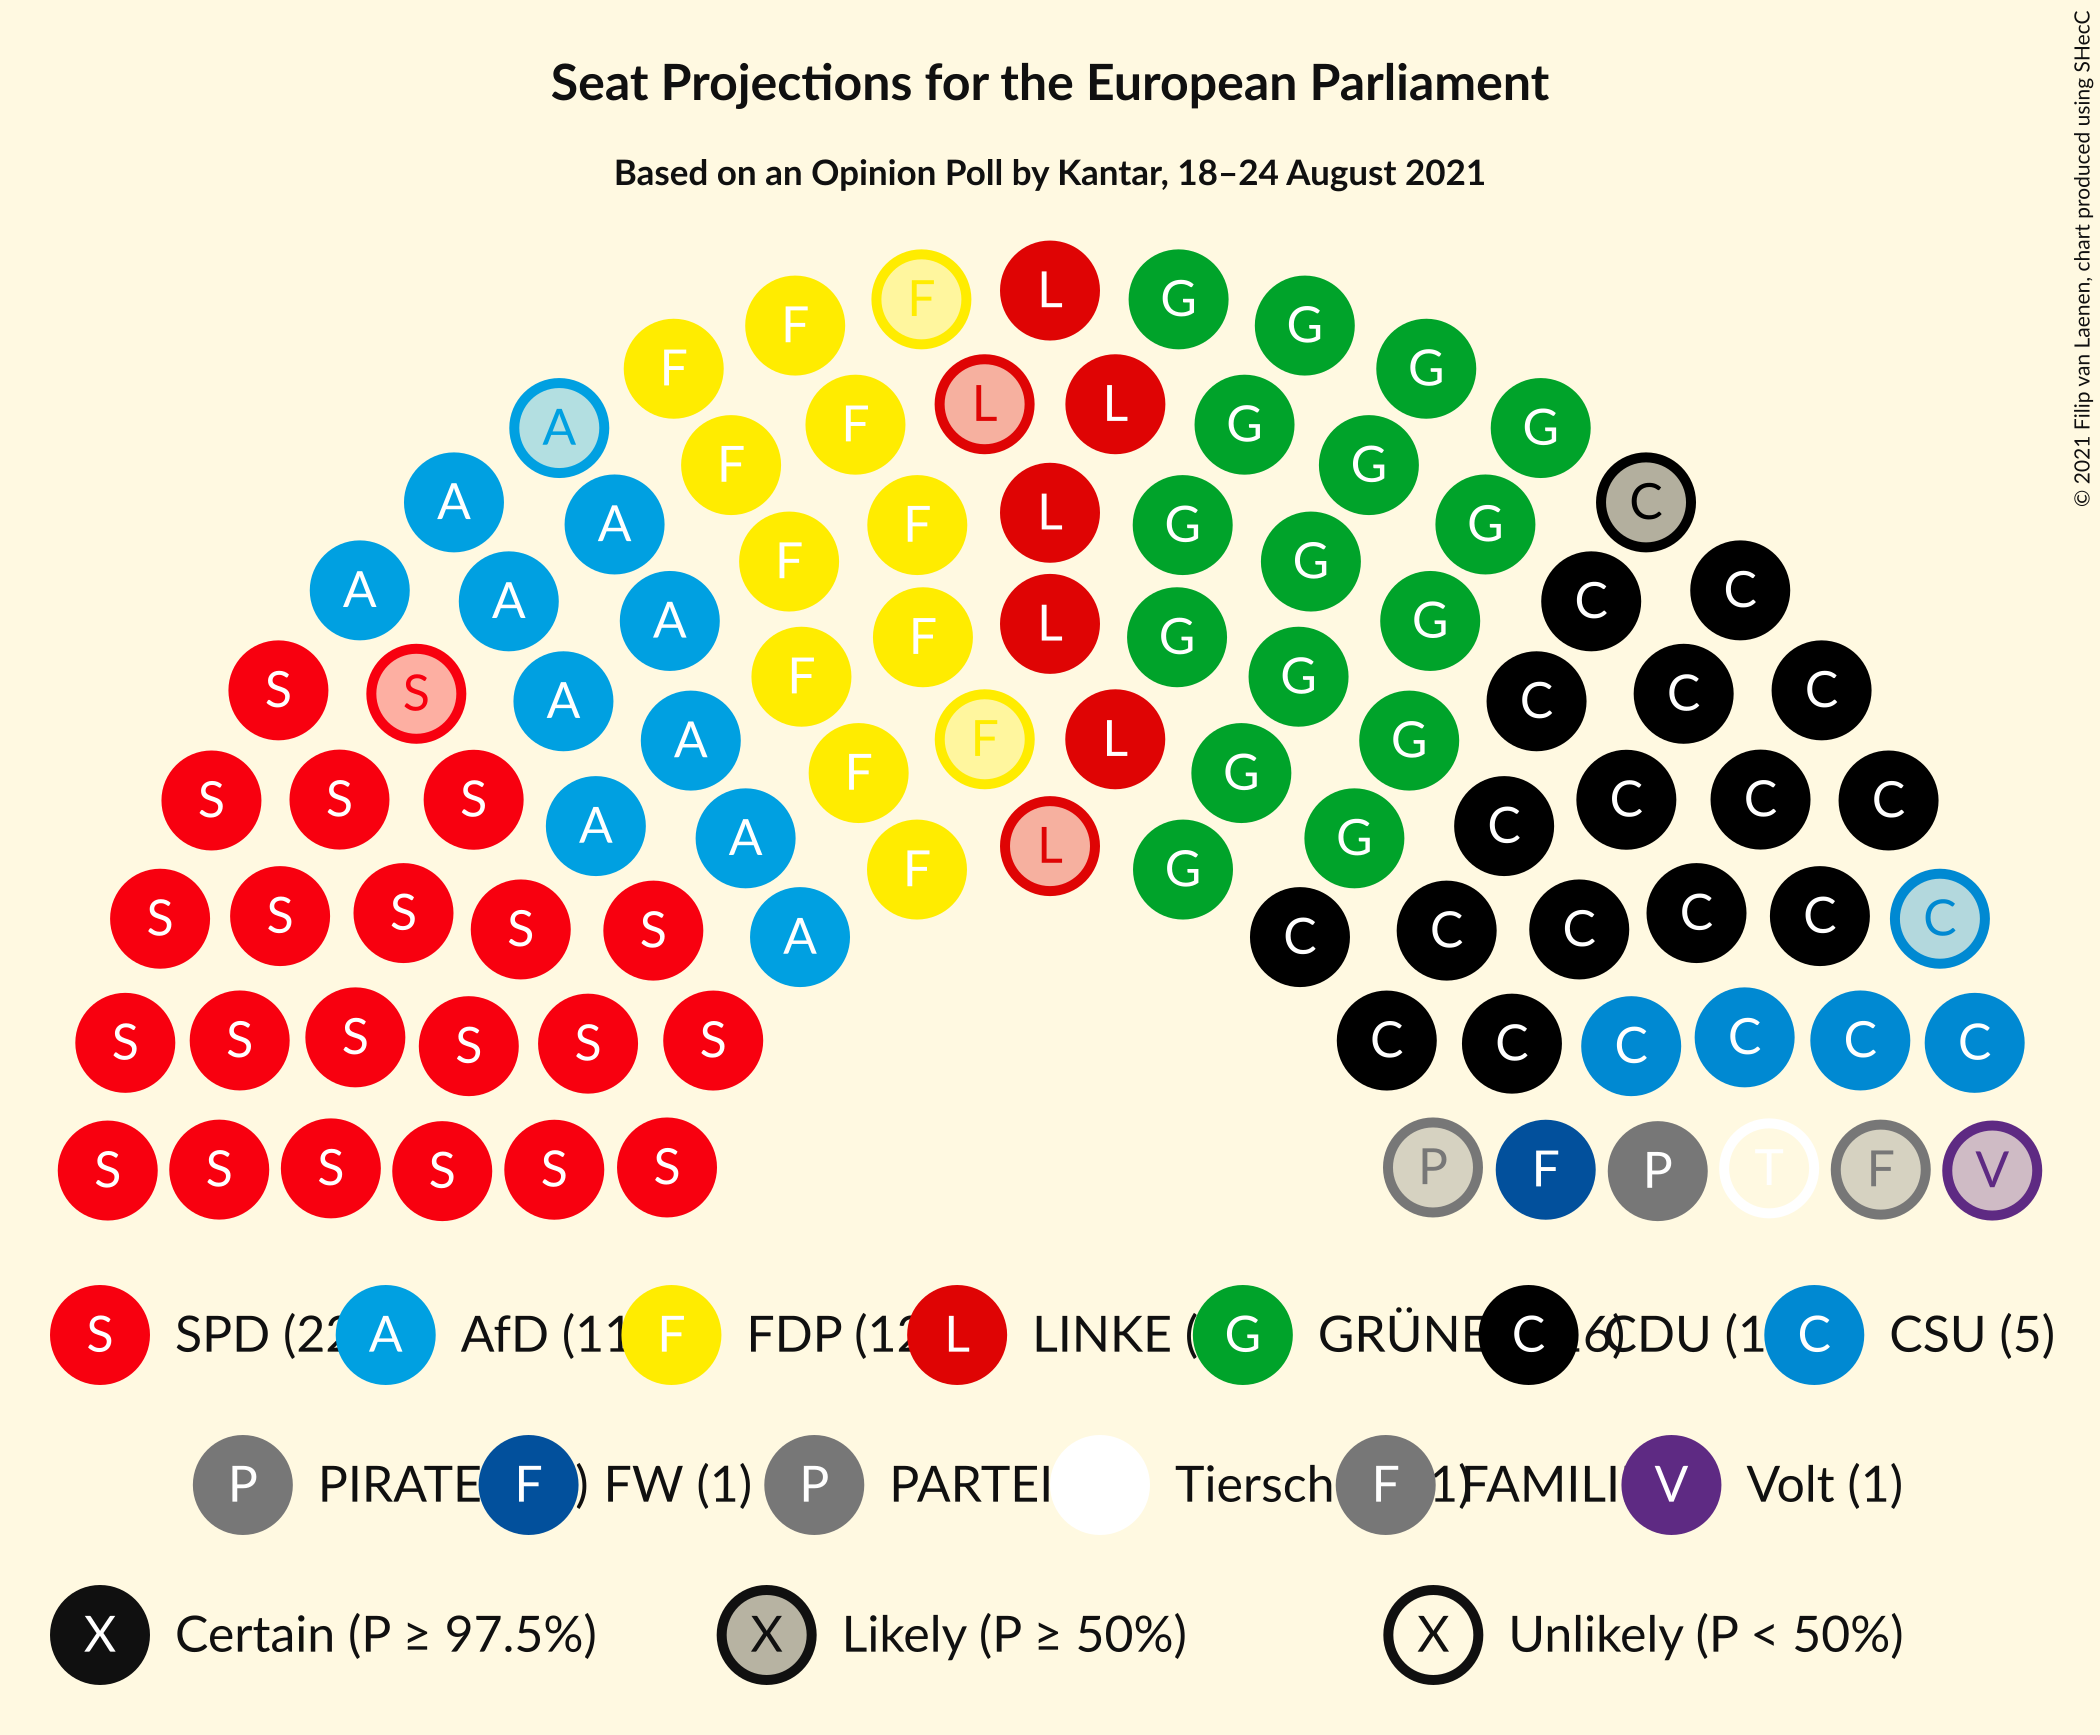 Seat Projections for the European Parliament
Based on an Opinion Poll by Kantar, 18–24 August 2021
© 2021 Filip van Laenen, chart produced using SHecC
F L G
F G
F G
L L
A F G G
F G
A F L G C
A F G
A F G C
A F L G C
A A G C
S S A F G C C C
A F F L G G
S S S F G C C C
A A L G C
S S S F G C C C
S S A C C C
S S S S S S C C C C C C
S S S S S S P F P T F V
S SPD (22 A AfD (11 F FDP (12 L LINKE ( G GRÜNE C 6) CDU (1 C CSU (5)
P PIRATE F ) FW (1) P PARTEI Tiersch F 1) FAMILI V Volt (1)
X Certain (P ≥ 97.5%) X Likely (P ≥ 50%) X Unlikely (P < 50%)